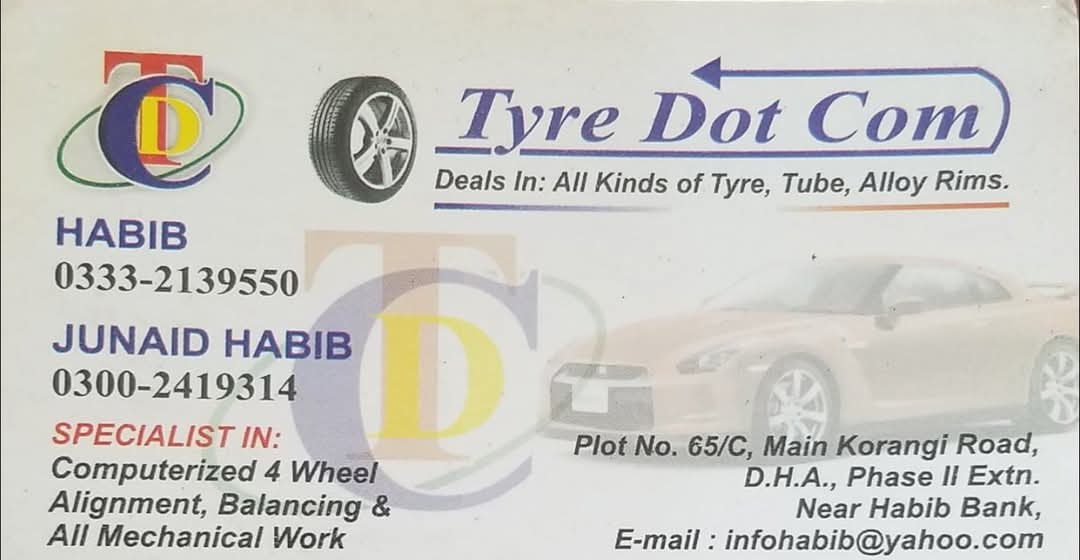 TDC
Tyre Dot Com
Deals In: All Kinds of Tyre, Tube, Alloy Rims.
HABIB
0333-2139550
JUNAID HABIB
0300-2419314
SPECIALIST IN:
Computerized 4 Wheel
Alignment, Balancing &
All Mechanical Work
TDC
Plot No. 65/C, Main Korangi Road,
D.H.A., Phase II Extn.
Near Habib Bank,
E-mail : infohabib@yahoo.com